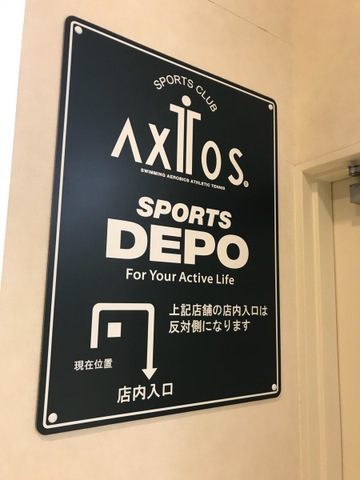 SPORTS CLUB
AXTOS®
SWIMMING AEROBICS ATHLETIC TENNIS
SPORTS
DEPO
For Your Active Life
上記店舗の店内入口は
反対側になります
現在位置
店内入口